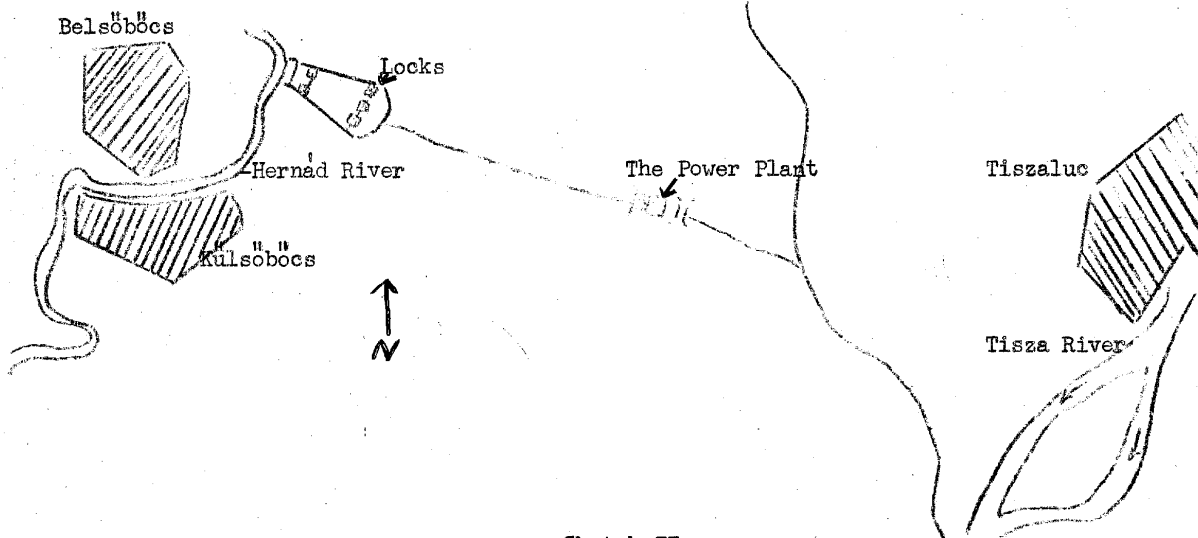 Belsőbőcs
Locks
Hernád River
The Power Plant
Tiszaluc
Külsőbőcs
N
Tisza River